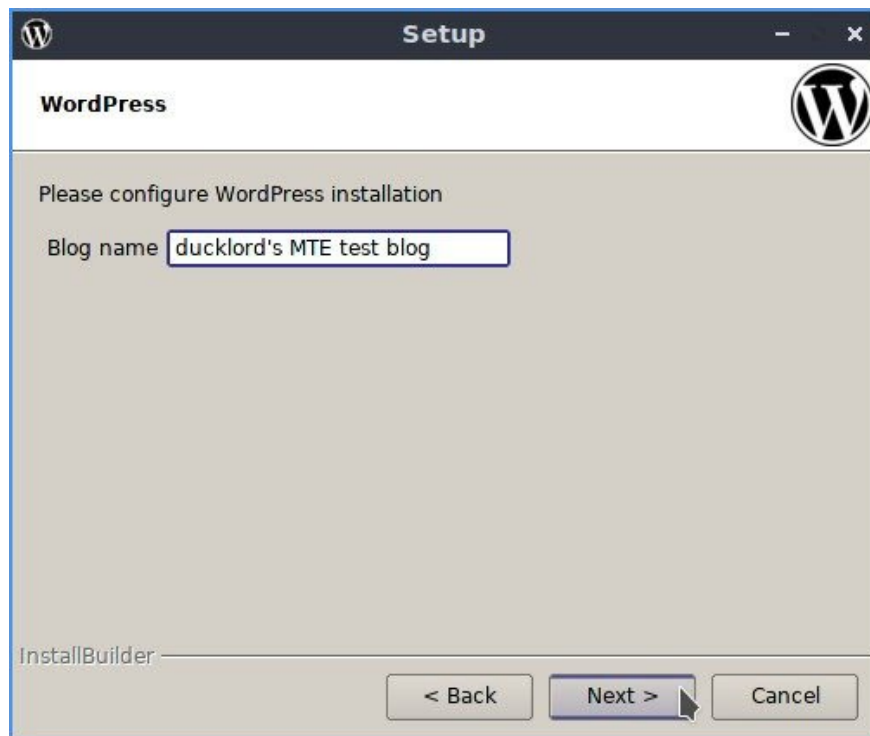 Setup
WordPress
Please configure WordPress installation
Blog name ducklord's MTE test blog
InstallBuilder
< Back Next > Cancel